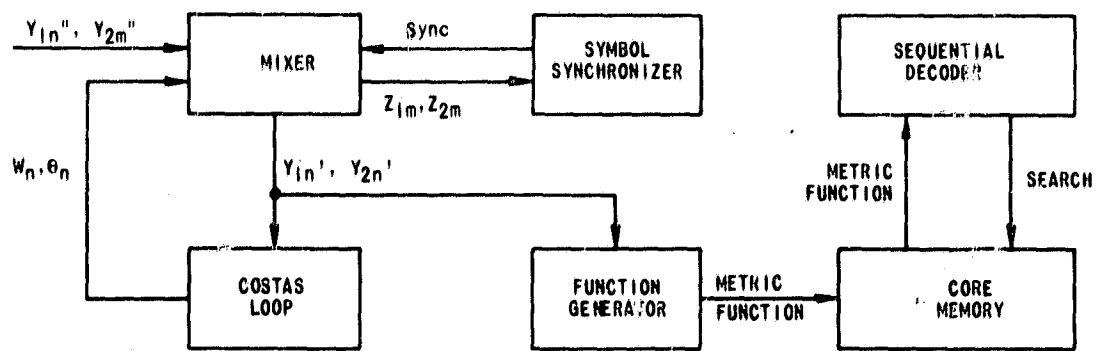 Y1n", Y2m"
MIXER
Sync
Z1m, Z2m
SYMBOL
SYNCHRONIZER
SEQUENTIAL
DECODER
Wn, θn
Y1n', Y2n'
METRIC
FUNCTION
SEARCH
COSTAS
LOOP
FUNCTION
GENERATOR
METRIC
FUNCTION
CORE
MEMORY